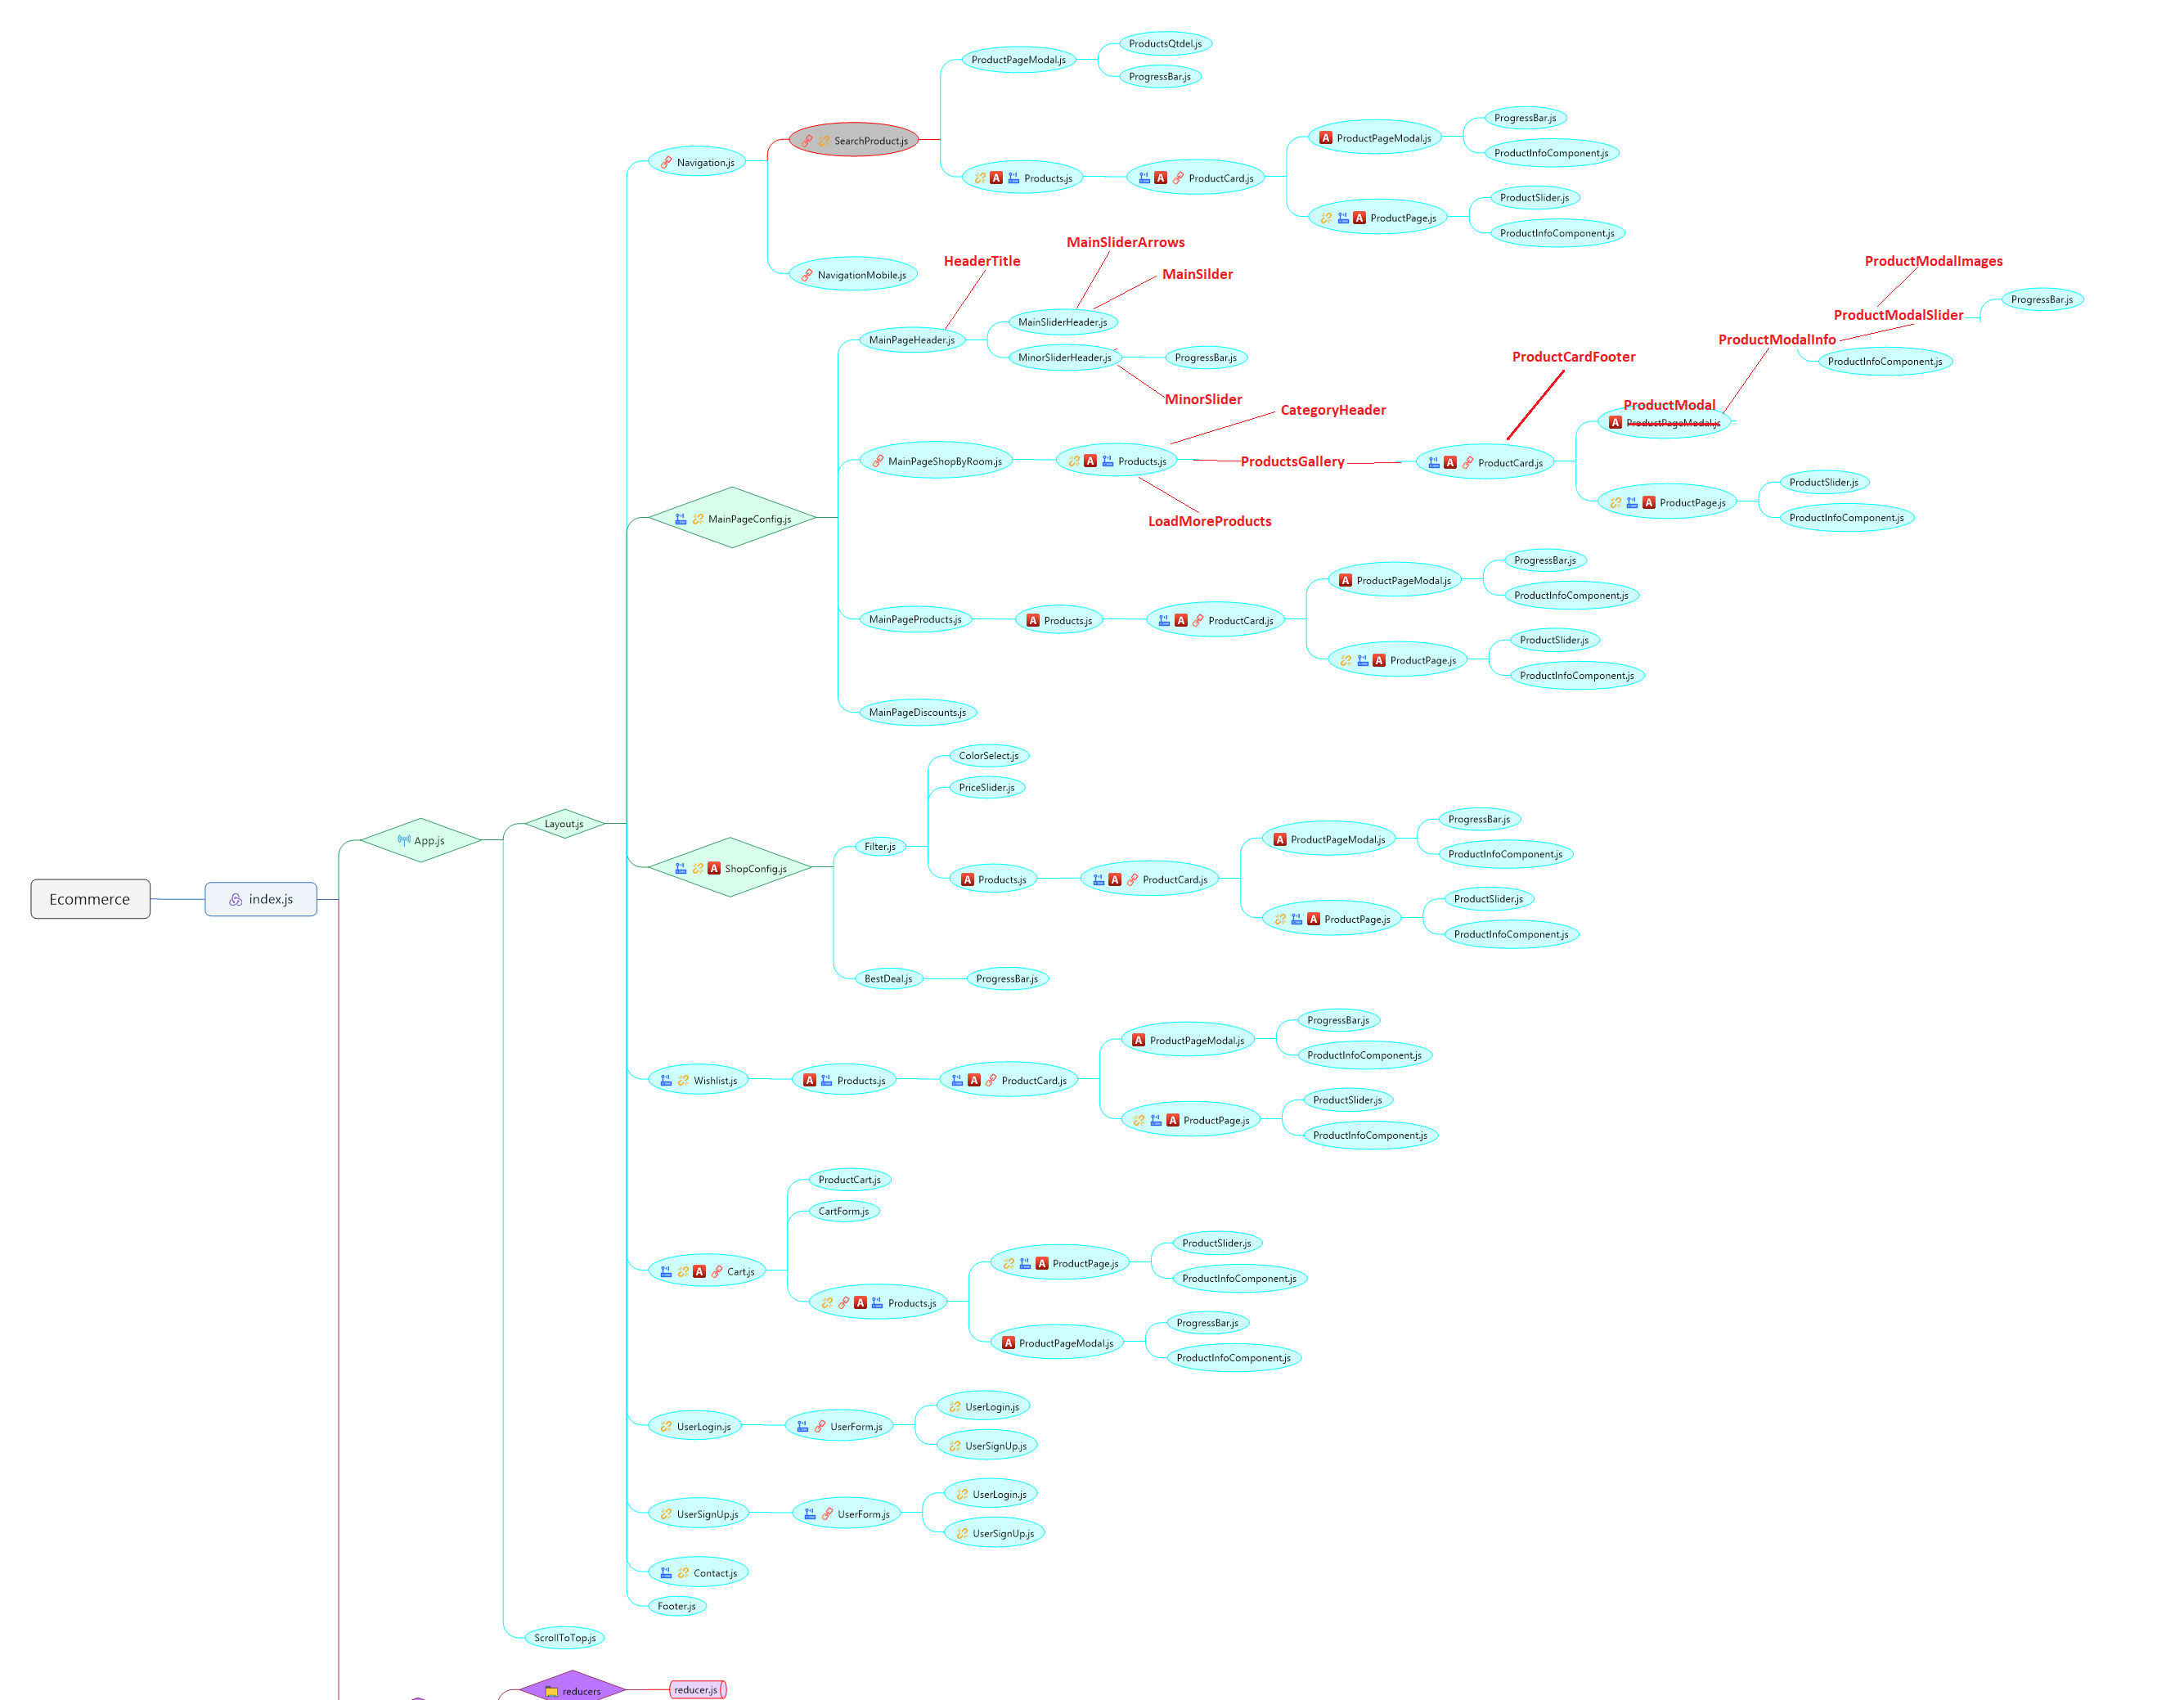 ProductsQtdel.js
ProductPageModal.js
ProgressBar.js
SearchProduct.js
ProgressBar.js
A ProductPageModal.js
ProductInfoComponent.js
Navigation.js
A Products.js
A ProductCard.js
ProductSlider.js
A ProductPage.js
ProductInfoComponent.js
NavigationMobile.js
MainSliderArrows
HeaderTitle
MainSilder
ProductModalImages
ProgressBar.js
ProductModalSlider
MainSliderHeader.js
MainPageHeader.js
ProductModalInfo
MinorSliderHeader.js
ProgressBar.js
ProductCardFooter
ProductInfoComponent.js
MinorSlider
CategoryHeader
ProductModal
A ProductPageModal.js
MainPageShopByRoom.js
A Products.js
ProductsGallery
A ProductCard.js
ProductSlider.js
A ProductPage.js
ProductInfoComponent.js
LoadMoreProducts
MainPageConfig.js
ProgressBar.js
A ProductPageModal.js
ProductInfoComponent.js
MainPageProducts.js
A Products.js
A ProductCard.js
ProductSlider.js
A ProductPage.js
ProductInfoComponent.js
MainPageDiscounts.js
ColorSelect.js
PriceSlider.js
Layout.js
ProgressBar.js
App.js
Filter.js
A ProductPageModal.js
ProductInfoComponent.js
A ShopConfig.js
A Products.js
A ProductCard.js
Ecommerce
index.js
ProductSlider.js
A ProductPage.js
ProductInfoComponent.js
BestDeal.js
ProgressBar.js
ProgressBar.js
A ProductPageModal.js
ProductInfoComponent.js
Wishlist.js
A Products.js
A ProductCard.js
ProductSlider.js
A ProductPage.js
ProductInfoComponent.js
ProductCart.js
CartForm.js
ProductSlider.js
A ProductPage.js
A Cart.js
ProductInfoComponent.js
A Products.js
ProgressBar.js
A ProductPageModal.js
ProductInfoComponent.js
UserLogin.js
UserLogin.js
UserForm.js
UserSignUp.js
UserLogin.js
UserSignUp.js
UserForm.js
UserSignUp.js
Contact.js
Footer.js
ScrollToTop.js
reducers
reducer.js